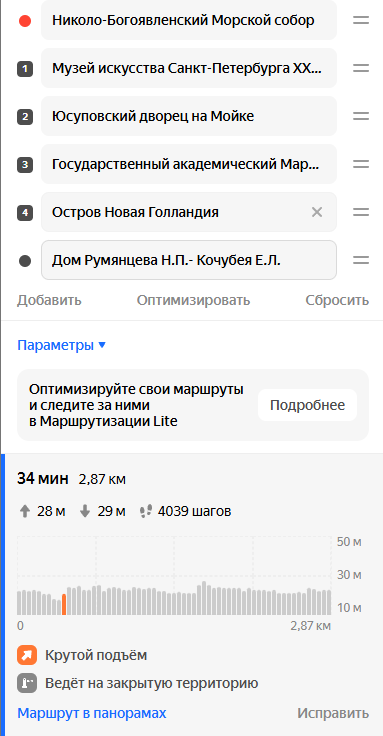 Николо-Богоявленский Морской собор
1 Музей искусства Санкт-Петербурга XX...
2 Юсуповский дворец на Мойке
3 Государственный академический Мар...
4 Остров Новая Голландия
Дом Румянцева Н.П.- Кочубея Е.Л.
Добавить Оптимизировать Сбросить
Параметры
Оптимизируйте свои маршруты
и следите за ними
в Маршрутизации Lite
Подробнее
34 мин 2,87 км
28 м 29 м 4039 шагов
50 м
30 м
10 м
0 2,87 км
Крутой подъём
Ведёт на закрытую территорию
Маршрут в панорамах Исправить